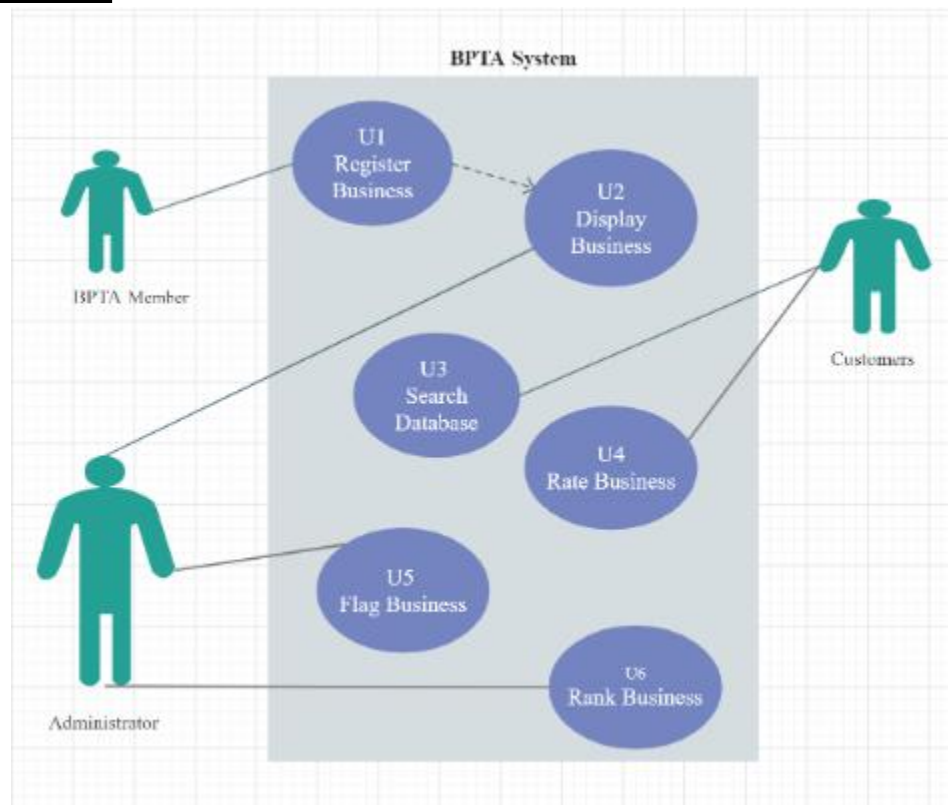 BPTA System
U1
Register
Business
U2
Display
Business
BPTA Member
U3
Search
Database
Customers
U4
Rate Business
U5
Flag Business
U6
Rank Business
Administrator